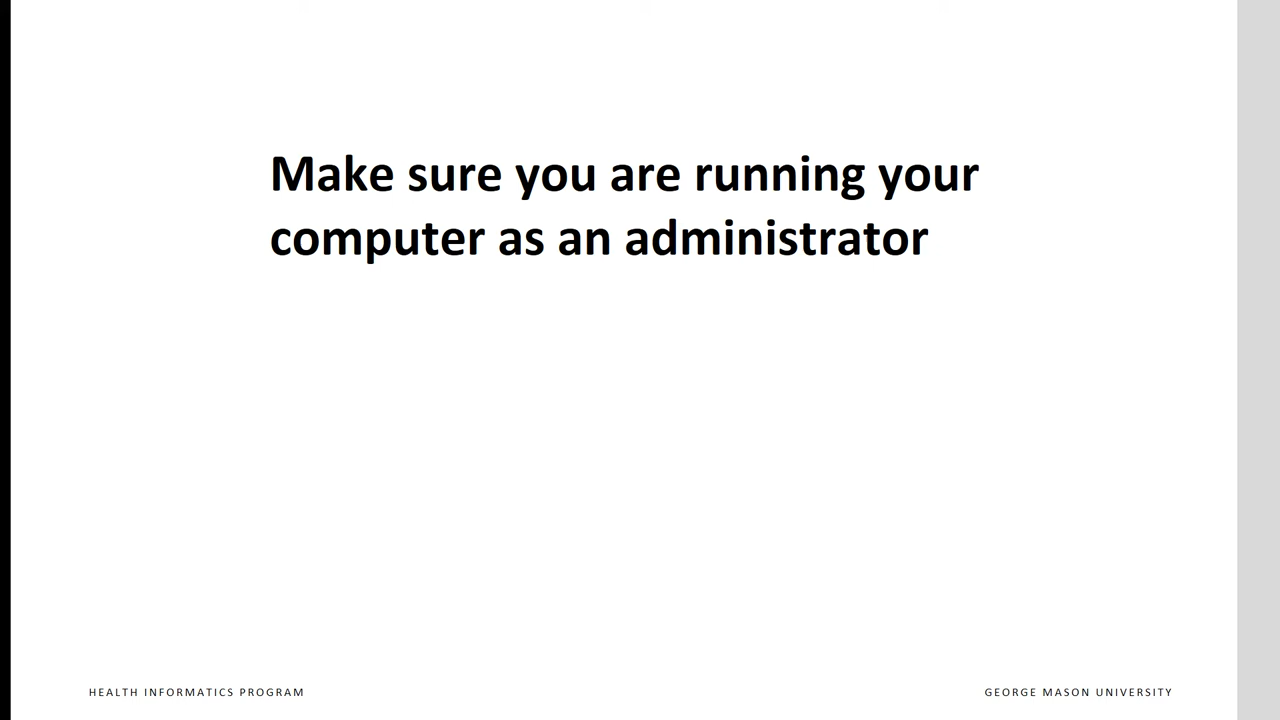 Make sure you are running your
computer as an administrator
HEALTH INFORMATICS PROGRAM
GEORGE MASON UNIVERSITY